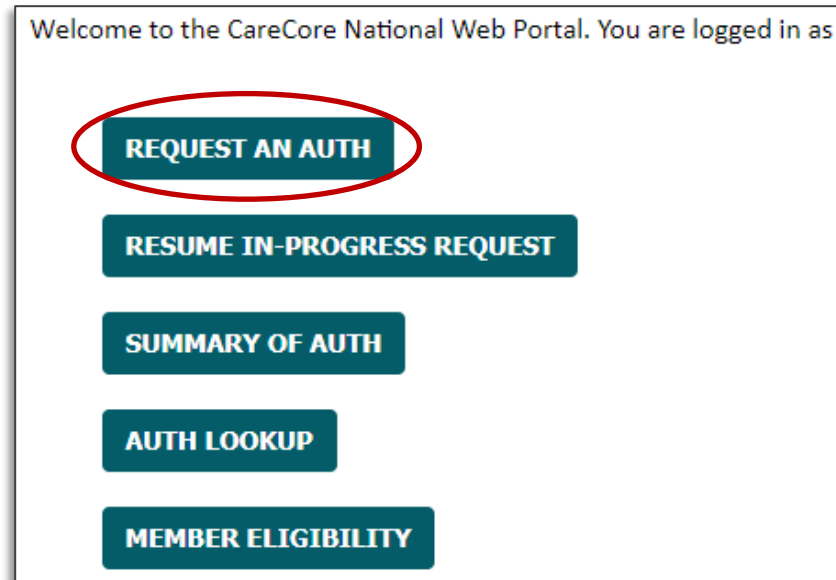 Welcome to the CareCore National Web Portal. You are logged in as
REQUEST AN AUTH
RESUME IN-PROGRESS REQUEST
SUMMARY OF AUTH
AUTH LOOKUP
MEMBER ELIGIBILITY